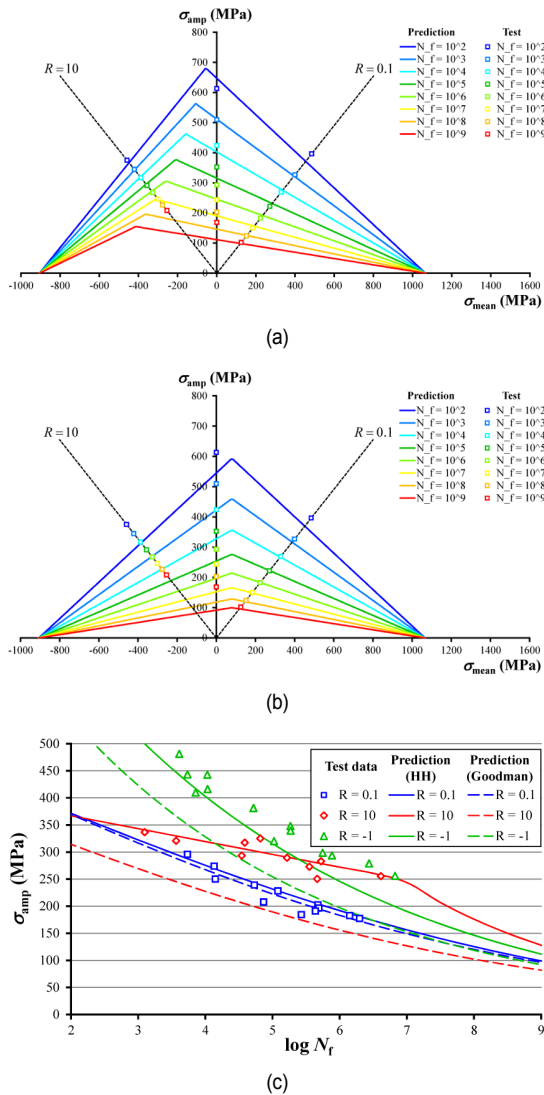 σamp (MPa)
800
700
600
500
400
300
200
100
0
R = 10
R = 0.1
Prediction Test
N_f = 10^2 N_f = 10^2
N_f = 10^3 N_f = 10^3
N_f = 10^4 N_f = 10^4
N_f = 10^5 N_f = 10^5
N_f = 10^6 N_f = 10^6
N_f = 10^7 N_f = 10^7
N_f = 10^8 N_f = 10^8
N_f = 10^9 N_f = 10^9
-1000 -800 -600 -400 -200 0 200 400 600 800 1000 1200 1400 1600
σmean (MPa)
(a)
σamp (MPa)
800
700
600
500
400
300
200
100
0
R = 10
R = 0.1
Prediction Test
N_f = 10^2 N_f = 10^2
N_f = 10^3 N_f = 10^3
N_f = 10^4 N_f = 10^4
N_f = 10^5 N_f = 10^5
N_f = 10^6 N_f = 10^6
N_f = 10^7 N_f = 10^7
N_f = 10^8 N_f = 10^8
N_f = 10^9 N_f = 10^9
-1000 -800 -600 -400 -200 0 200 400 600 800 1000 1200 1400 1600
σmean (MPa)
(b)
σamp (MPa)
500
450
400
350
300
250
200
150
100
50
0
Test data Prediction (HH) Prediction (Goodman)
R = 0.1 R = 0.1 R = 0.1
R = 10 R = 10 R = 10
R = -1 R = -1 R = -1
2 3 4 5 6 7 8 9
log Nf
(c)